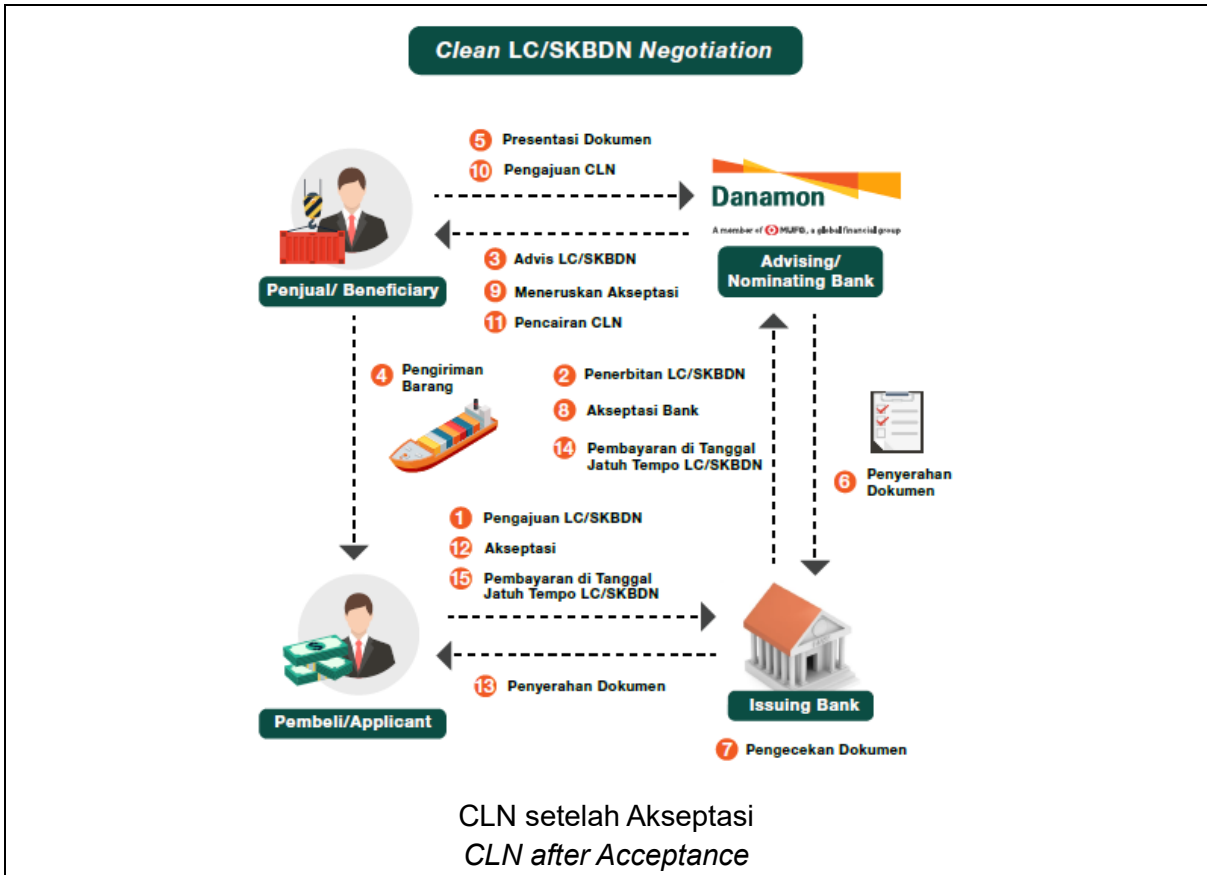 Clean LC/SKBDN Negotiation
5 Presentasi Dokumen
10 Pengajuan CLN
Danamon
A member of MUFG, a global financial group
Penjual/ Beneficiary
3 Advis LC/SKBDN
9 Meneruskan Akseptasi
11 Pencairan CLN
Advising/
Nominating Bank
4 Pengiriman
Barang
2 Penerbitan LC/SKBDN
8 Akseptasi Bank
14 Pembayaran di Tanggal
Jatuh Tempo LC/SKBDN
6 Penyerahan
Dokumen
1 Pengajuan LC/SKBDN
12 Akseptasi
15 Pembayaran di Tanggal
Jatuh Tempo LC/SKBDN
13 Penyerahan Dokumen
Pembeli/Applicant
Issuing Bank
7 Pengecekan Dokumen
CLN setelah Akseptasi
CLN after Acceptance